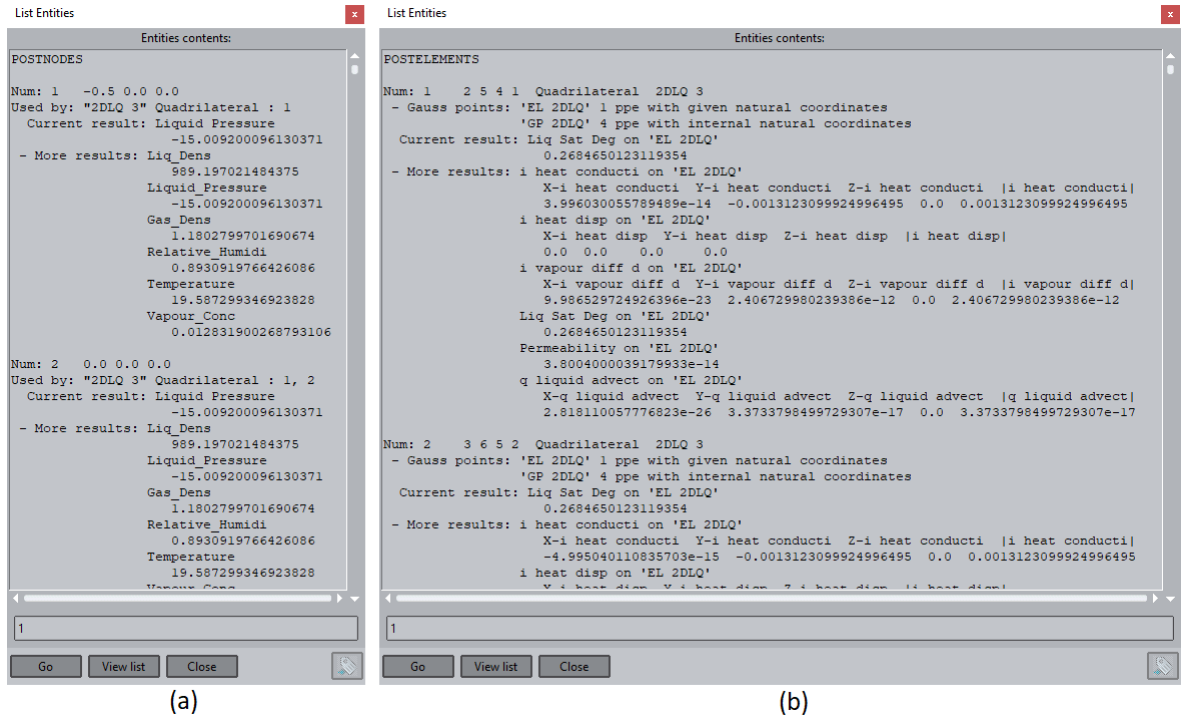 List Entities
x
Entities contents:
POSTNODES
Num: 1   -0.5 0.0 0.0
Used by: "2DLQ 3" Quadrilateral : 1
Current result: Liquid Pressure
-15.009200096130371
- More results: Liq_Dens
989.197021484375
Liquid_Pressure
-15.009200096130371
Gas_Dens
1.1802799701690674
Relative_Humidi
0.8930919766426086
Temperature
19.587299346923828
Vapour_Conc
0.012831900268793106
Num: 2   0.0 0.0 0.0
Used by: "2DLQ 3" Quadrilateral : 1, 2
Current result: Liquid Pressure
-15.009200096130371
- More results: Liq_Dens
989.197021484375
Liquid_Pressure
-15.009200096130371
Gas_Dens
1.1802799701690674
Relative_Humidi
0.8930919766426086
Temperature
19.587299346923828
Vapour_Conc
1
Go View list Close
(a)
List Entities
x
Entities contents:
POSTELEMENTS
Num: 1    2 5 4 1  Quadrilateral  2DLQ 3
- Gauss points: 'EL 2DLQ' 1 ppe with given natural coordinates
'GP 2DLQ' 4 ppe with internal natural coordinates
Current result: Liq Sat Deg on 'EL 2DLQ'
0.2684650123119354
- More results: i heat conducti on 'EL 2DLQ'
X-i heat conducti  Y-i heat conducti  Z-i heat conducti  |i heat conducti|
3.996030055789489e-14  -0.0013123099924996495  0.0  0.0013123099924996495
i heat disp on 'EL 2DLQ'
X-i heat disp  Y-i heat disp  Z-i heat disp  |i heat disp|
0.0  0.0    0.0    0.0
i vapour diff d on 'EL 2DLQ'
X-i vapour diff d  Y-i vapour diff d  Z-i vapour diff d  |i vapour diff d|
9.986529724926396e-23  2.406729980239386e-12  0.0  2.406729980239386e-12
Liq Sat Deg on 'EL 2DLQ'
0.2684650123119354
Permeability on 'EL 2DLQ'
3.8004000039179933e-14
q liquid advect on 'EL 2DLQ'
X-q liquid advect  Y-q liquid advect  Z-q liquid advect  |q liquid advect|
2.818110057776823e-26  3.3733798499729307e-17  0.0  3.3733798499729307e-17
Num: 2    3 6 5 2  Quadrilateral  2DLQ 3
- Gauss points: 'EL 2DLQ' 1 ppe with given natural coordinates
'GP 2DLQ' 4 ppe with internal natural coordinates
Current result: Liq Sat Deg on 'EL 2DLQ'
0.2684650123119354
- More results: i heat conducti on 'EL 2DLQ'
X-i heat conducti  Y-i heat conducti  Z-i heat conducti  |i heat conducti|
-4.995040110835703e-15  -0.0013123099924996495  0.0  0.0013123099924996495
i heat disp on 'EL 2DLQ'
X-i heat disp  Y-i heat disp  Z-i heat disp  |i heat disp|
1
Go View list Close
(b)